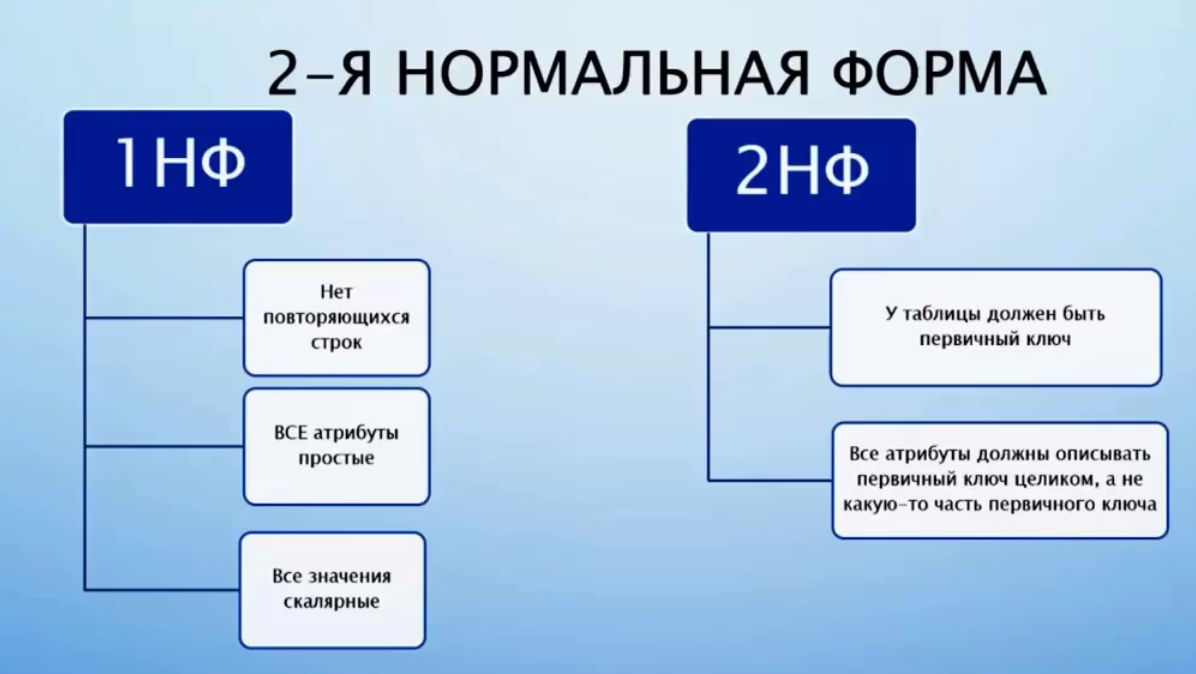 2-Я НОРМАЛЬНАЯ ФОРМА
1НФ
Нет
повторяющихся
строк
ВСЕ атрибуты
простые
Все значения
скалярные
2НФ
У таблицы должен быть
первичный ключ
Все атрибуты должны описывать
первичный ключ целиком, а не
какую-то часть первичного ключа